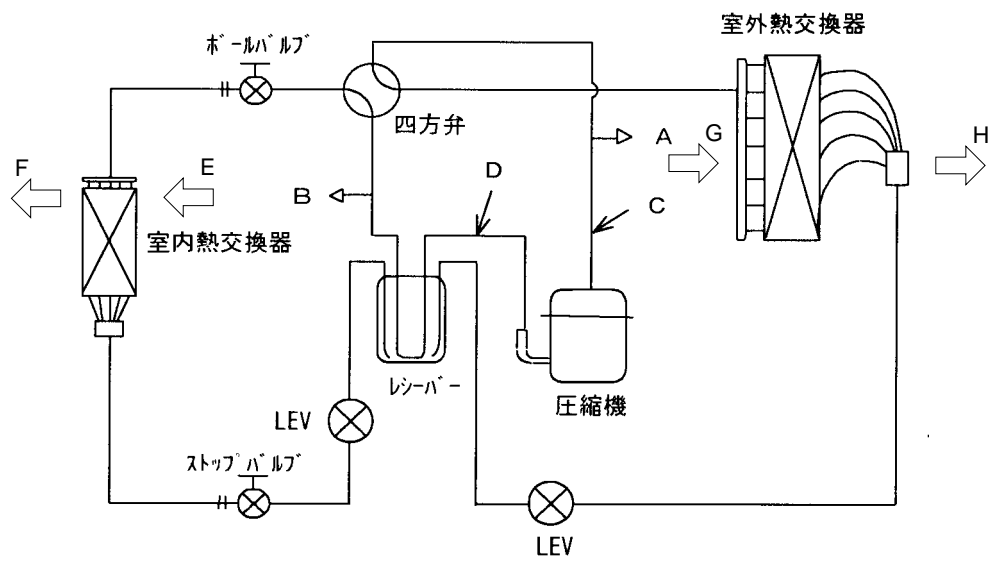 室外熱交換器
ボールバルブ
四方弁
A
G
H
F
E
D
B
C
室内熱交換器
レシーバー
圧縮機
LEV
ストップバルブ
LEV